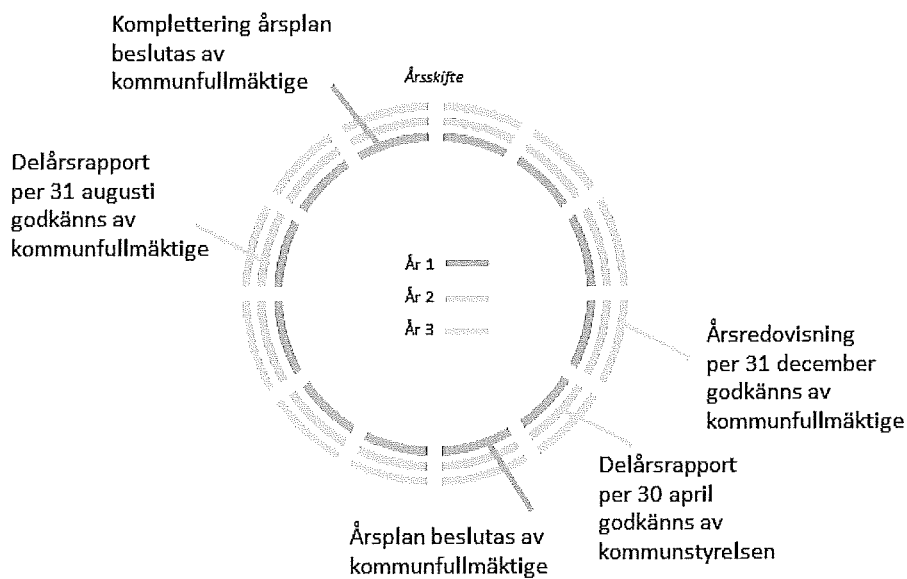 Komplettering årsplan
beslutas av
kommunfullmäktige
Årsskifte
Delårsrapport
per 31 augusti
godkänns av
kommunfullmäktige
År 1
År 2
År 3
Årsredovisning
per 31 december
godkänns av
kommunfullmäktige
Delårsrapport
per 30 april
godkänns av
kommunstyrelsen
Årsplan beslutas av
kommunfullmäktige